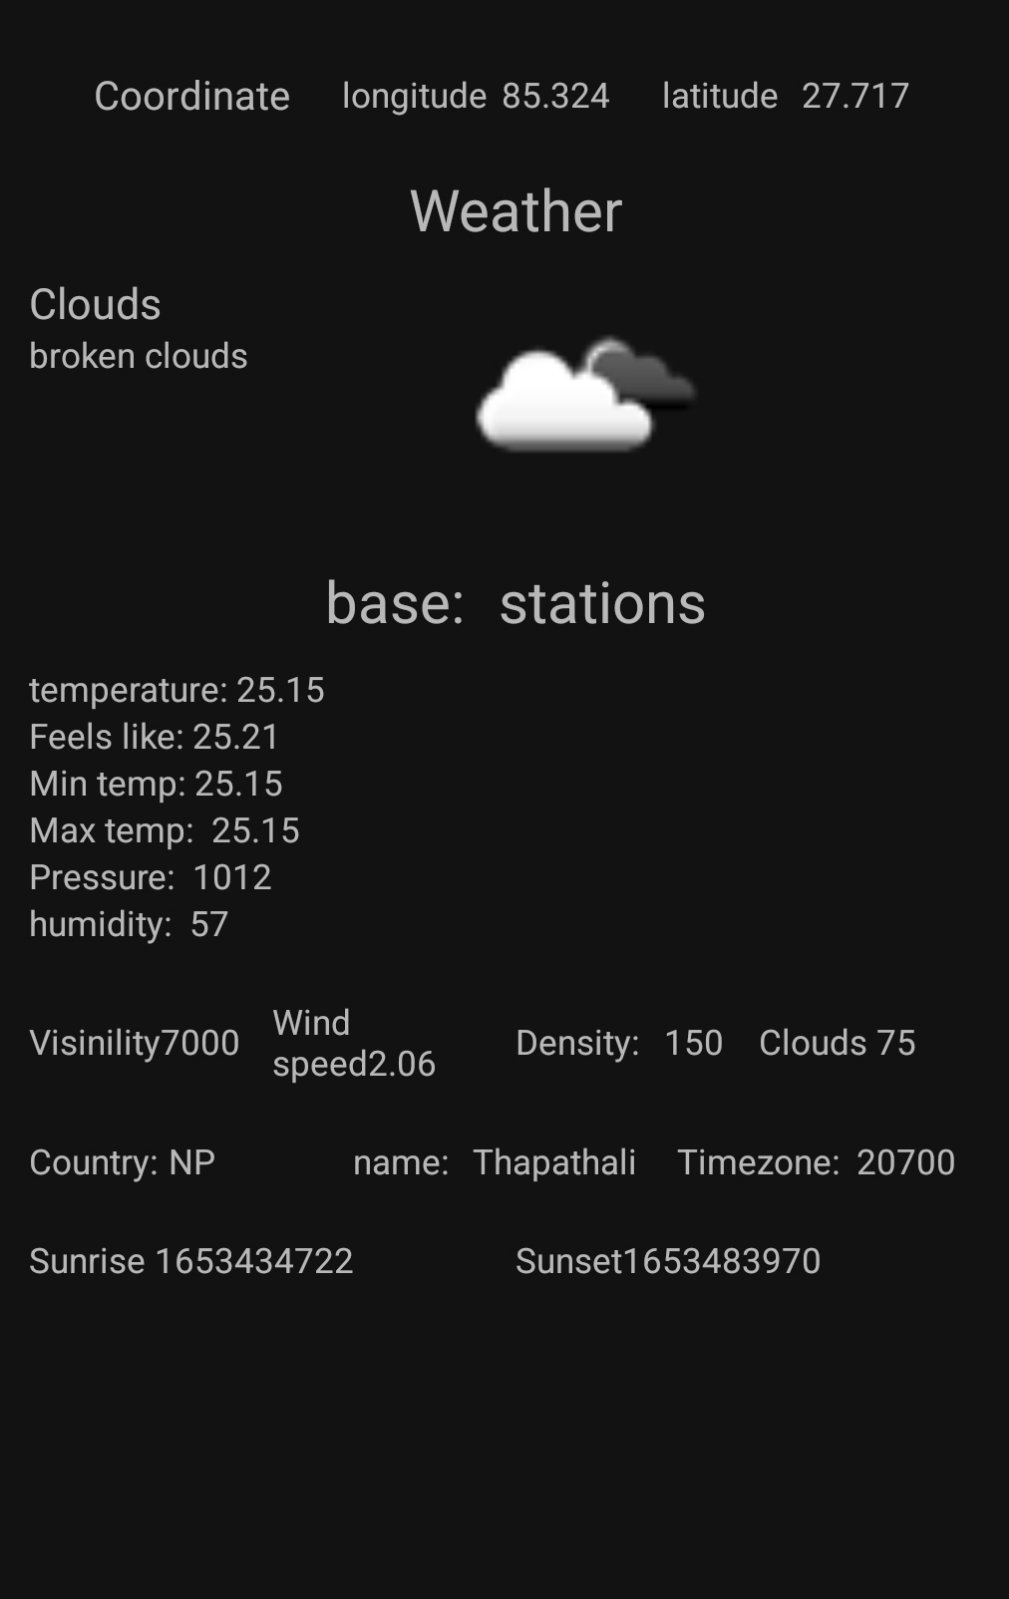 Coordinate longitude 85.324 latitude 27.717
Weather
Clouds
broken clouds
base: stations
temperature: 25.15
Feels like: 25.21
Min temp: 25.15
Max temp: 25.15
Pressure: 1012
humidity: 57
Visinility7000 Wind
speed2.06 Density: 150 Clouds 75
Country: NP name: Thapathali Timezone: 20700
Sunrise 1653434722 Sunset1653483970